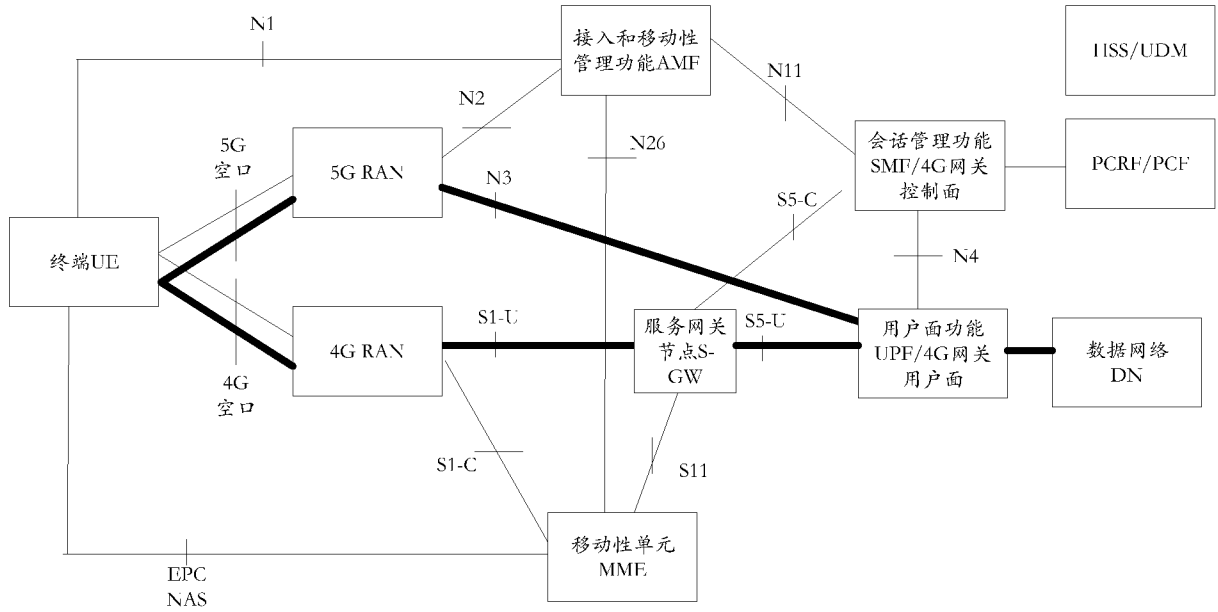 N1
接入和移动性
管理功能AMF
HSS/UDM
N11
N2
5G
空口
5G RAN
N26
会话管理功能
SMF/4G网关
控制面
PCRF/PCF
N3
S5-C
终端UE
N4
S1-U
服务网关
节点S-
GW
S5-U
用户面功能
UPF/4G网关
用户面
数据网络
DN
4G RAN
4G
空口
S1-C
S11
移动性单元
MME
EPC
NAS